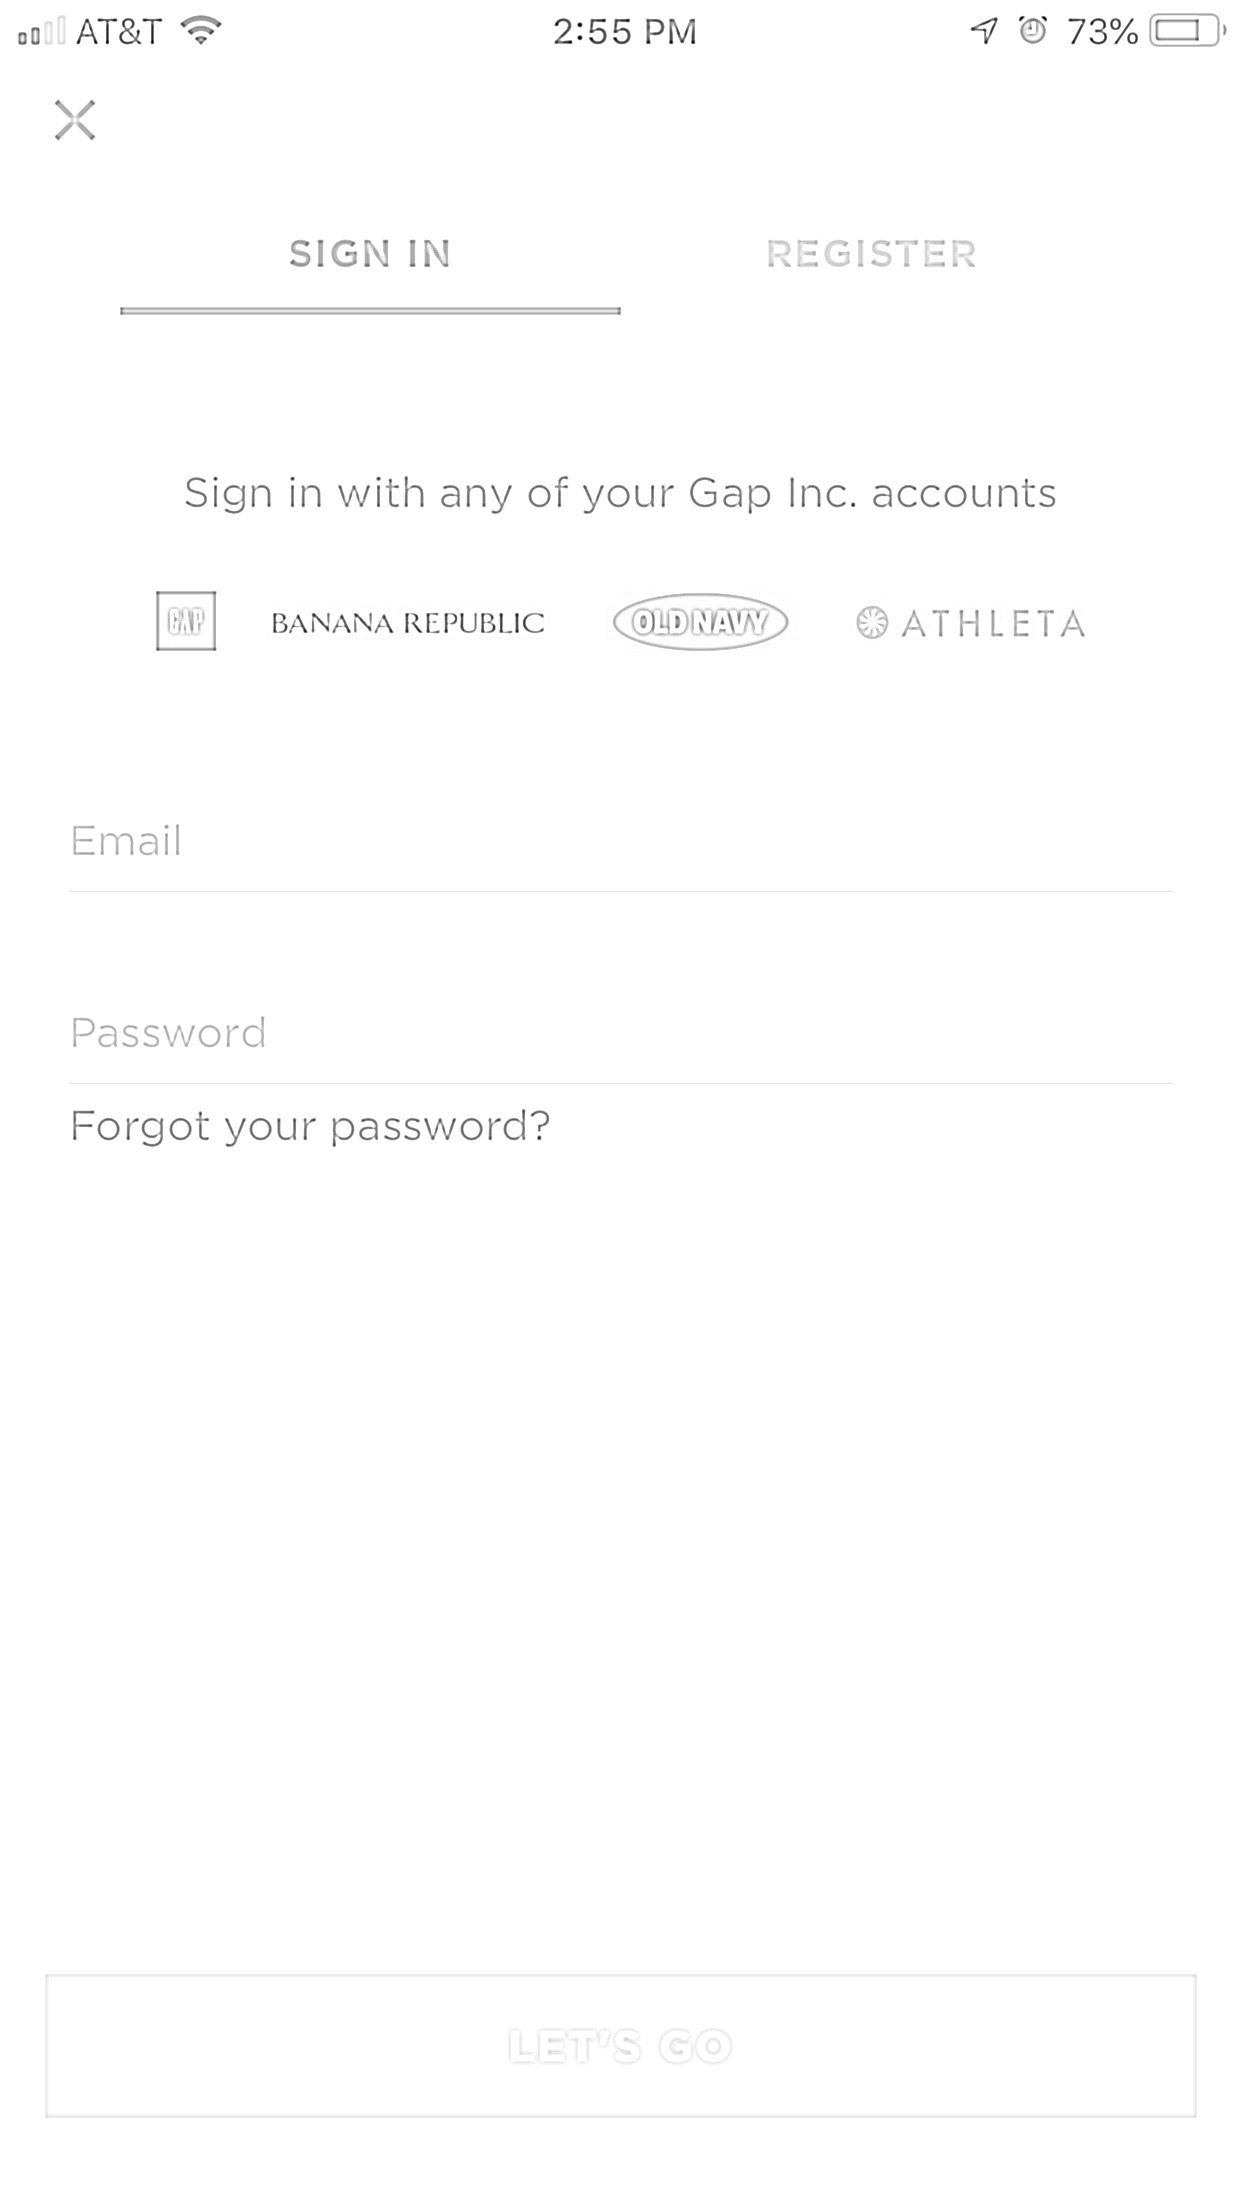 AT&T 2:55 PM 73%
SIGN IN REGISTER
Sign in with any of your Gap Inc. accounts
GAP BANANA REPUBLIC OLD NAVY ATHLETA
Email
Password
Forgot your password?
LET'S GO